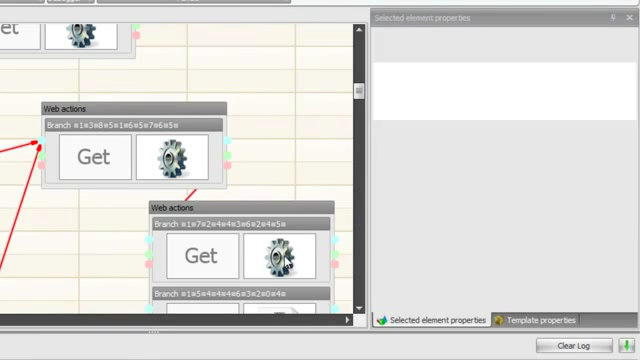 Selected element properties
Web actions
Branch ¤1¤3¤8¤5¤1¤6¤5¤7¤6¤5¤
Get
Web actions
Branch ¤1¤7¤2¤4¤4¤3¤6¤2¤4¤5¤
Get
Branch ¤1¤5¤4¤4¤4¤6¤3¤2¤0¤4¤
Selected element properties
Template properties
Clear Log